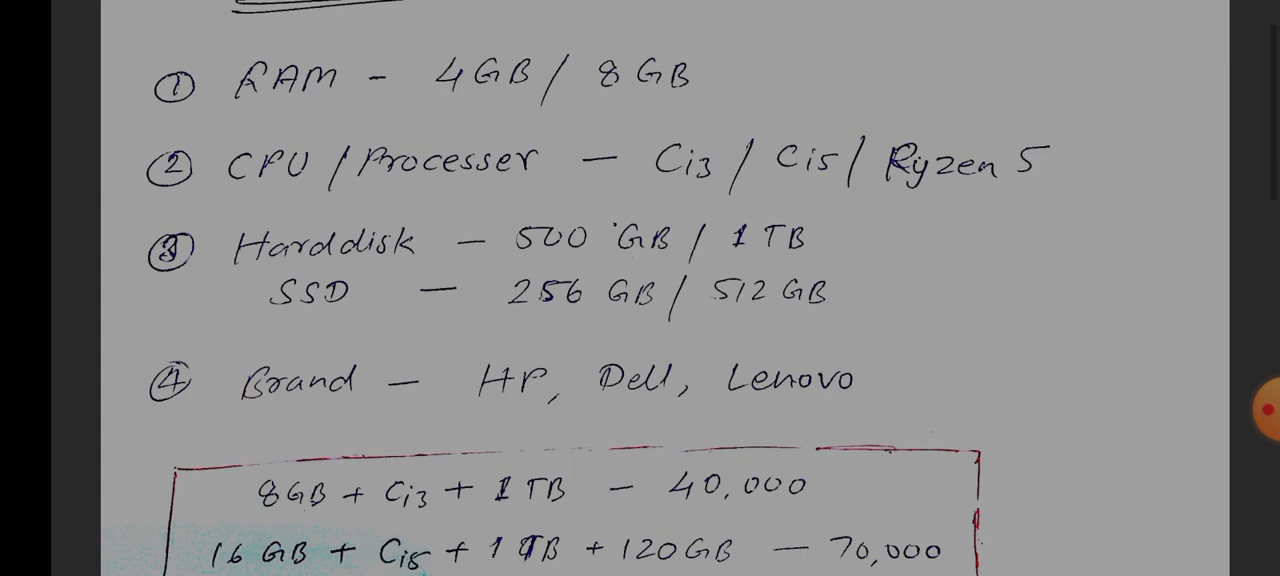 ① RAM - 4GB / 8GB
② CPU / Processer - Ci3 / Ci5 / Ryzen 5
③ Harddisk - 500 GB / 1 TB
SSD - 256 GB / 512 GB
④ Brand - HP, Dell, Lenovo
8GB + Ci3 + 1 TB - 40,000
16 GB + Ci5 + 1 TB + 120GB - 70,000